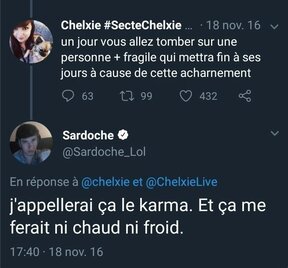 Chelxie #SecteChelxie ... · 18 nov. 16
un jour vous allez tomber sur une
personne + fragile qui mettra fin à ses
jours à cause de cette acharnement
63 99 432
Sardoche
@Sardoche_Lol
En réponse à @chelxie et @ChelxieLive
j'appellerai ça le karma. Et ça me
ferait ni chaud ni froid.
17:40 · 18 nov. 16